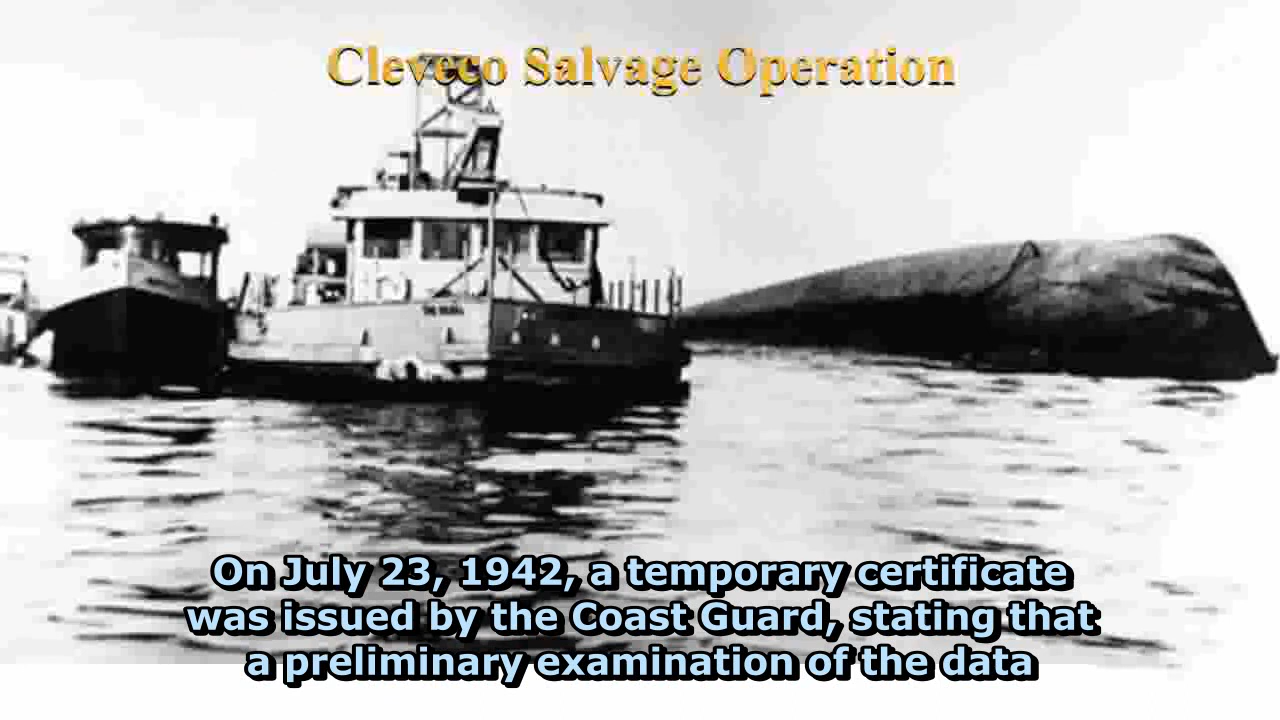 Cleveco Salvage Operation
On July 23, 1942, a temporary certificate
was issued by the Coast Guard, stating that
a preliminary examination of the data